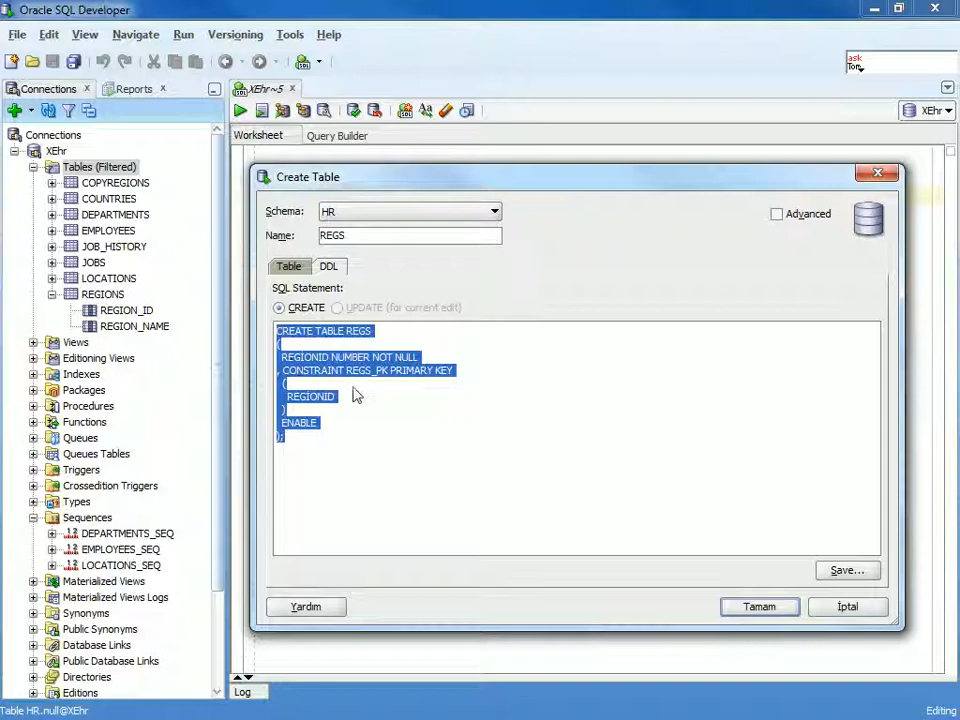 Oracle SQL Developer
File Edit View Navigate Run Versioning Tools Help
ask
Tom
Connections Reports XEhr~5
XEhr
Worksheet Query Builder
Connections
XEhr
Tables (Filtered)
COPYREGIONS
COUNTRIES
DEPARTMENTS
EMPLOYEES
JOB_HISTORY
JOBS
LOCATIONS
REGIONS
REGION_ID
REGION_NAME
Views
Editioning Views
Indexes
Packages
Procedures
Functions
Queues
Queues Tables
Triggers
Crossedition Triggers
Types
Sequences
DEPARTMENTS_SEQ
EMPLOYEES_SEQ
LOCATIONS_SEQ
Materialized Views
Materialized Views Logs
Synonyms
Public Synonyms
Database Links
Public Database Links
Directories
Editions
Create Table
Schema: HR
Advanced
Name: REGS
Table DDL
SQL Statement:
CREATE UPDATE (for current edit)
CREATE TABLE REGS
(
REGIONID NUMBER NOT NULL
, CONSTRAINT REGS_PK PRIMARY KEY
(
REGIONID
)
ENABLE
);
Save...
Yardım Tamam İptal
Log
Table HR.null@XEhr Editing